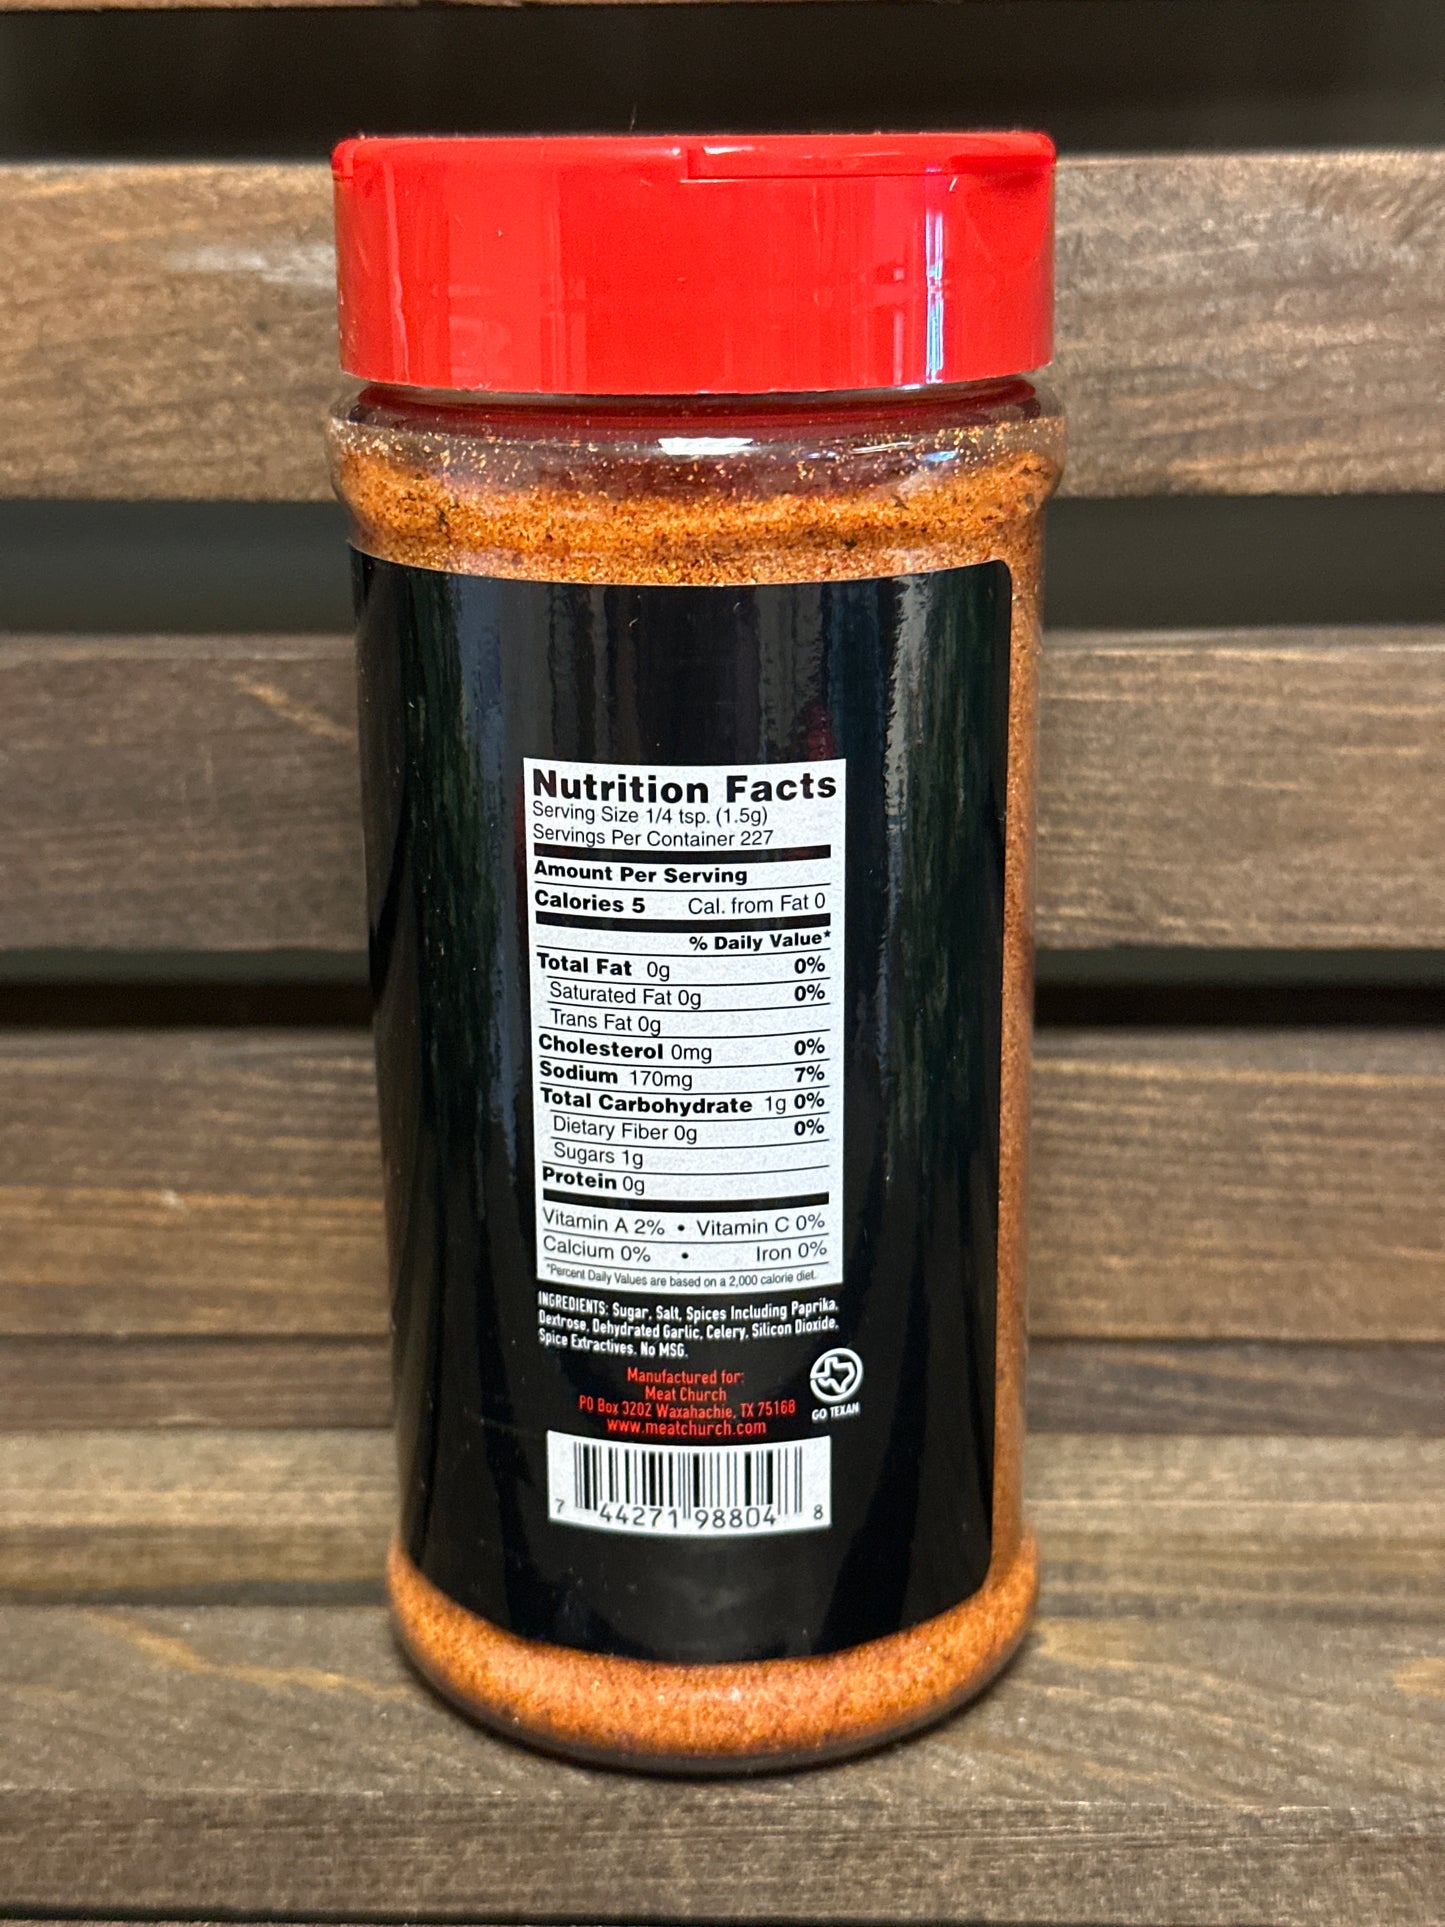 Nutrition Facts
Serving Size 1/4 tsp. (1.5g)
Servings Per Container 227
Amount Per Serving
Calories 5 Cal. from Fat 0
% Daily Value*
Total Fat 0g 0%
Saturated Fat 0g 0%
Trans Fat 0g
Cholesterol 0mg 0%
Sodium 170mg 7%
Total Carbohydrate 1g 0%
Dietary Fiber 0g 0%
Sugars 1g
Protein 0g
Vitamin A 2% • Vitamin C 0%
Calcium 0% • Iron 0%
*Percent Daily Values are based on a 2,000 calorie diet.
INGREDIENTS: Sugar, Salt, Spices Including Paprika,
Dextrose, Dehydrated Garlic, Celery, Silicon Dioxide,
Spice Extractives. No MSG.
Manufactured for:
Meat Church
PO Box 3202 Waxahachie, TX 75168
www.meatchurch.com
GO TEXAN
7 44271 98804 8